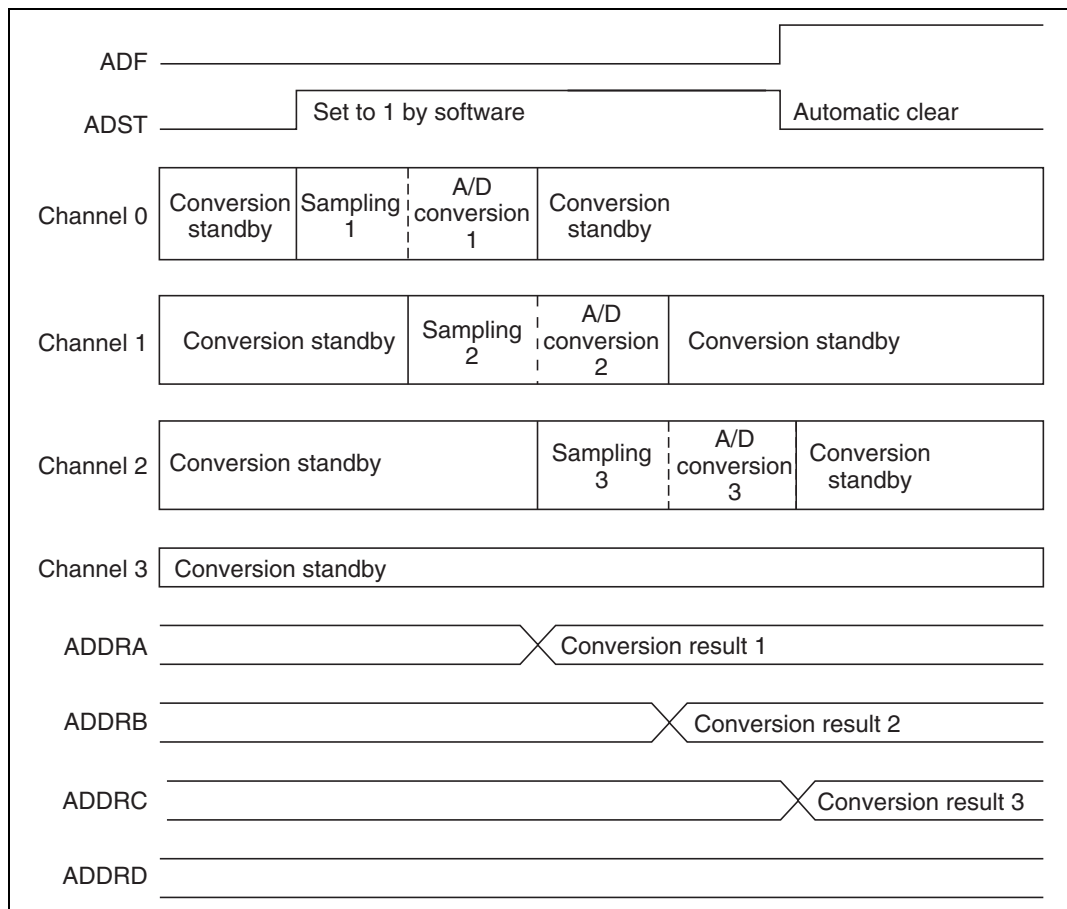 ADF
ADST
Set to 1 by software
Automatic clear
Channel 0
Conversion
standby
Sampling
1
A/D
conversion
1
Conversion
standby
Channel 1
Conversion standby
Sampling
2
A/D
conversion
2
Conversion standby
Channel 2
Conversion standby
Sampling
3
A/D
conversion
3
Conversion
standby
Channel 3
Conversion standby
ADDRA
Conversion result 1
ADDRB
Conversion result 2
ADDRC
Conversion result 3
ADDRD